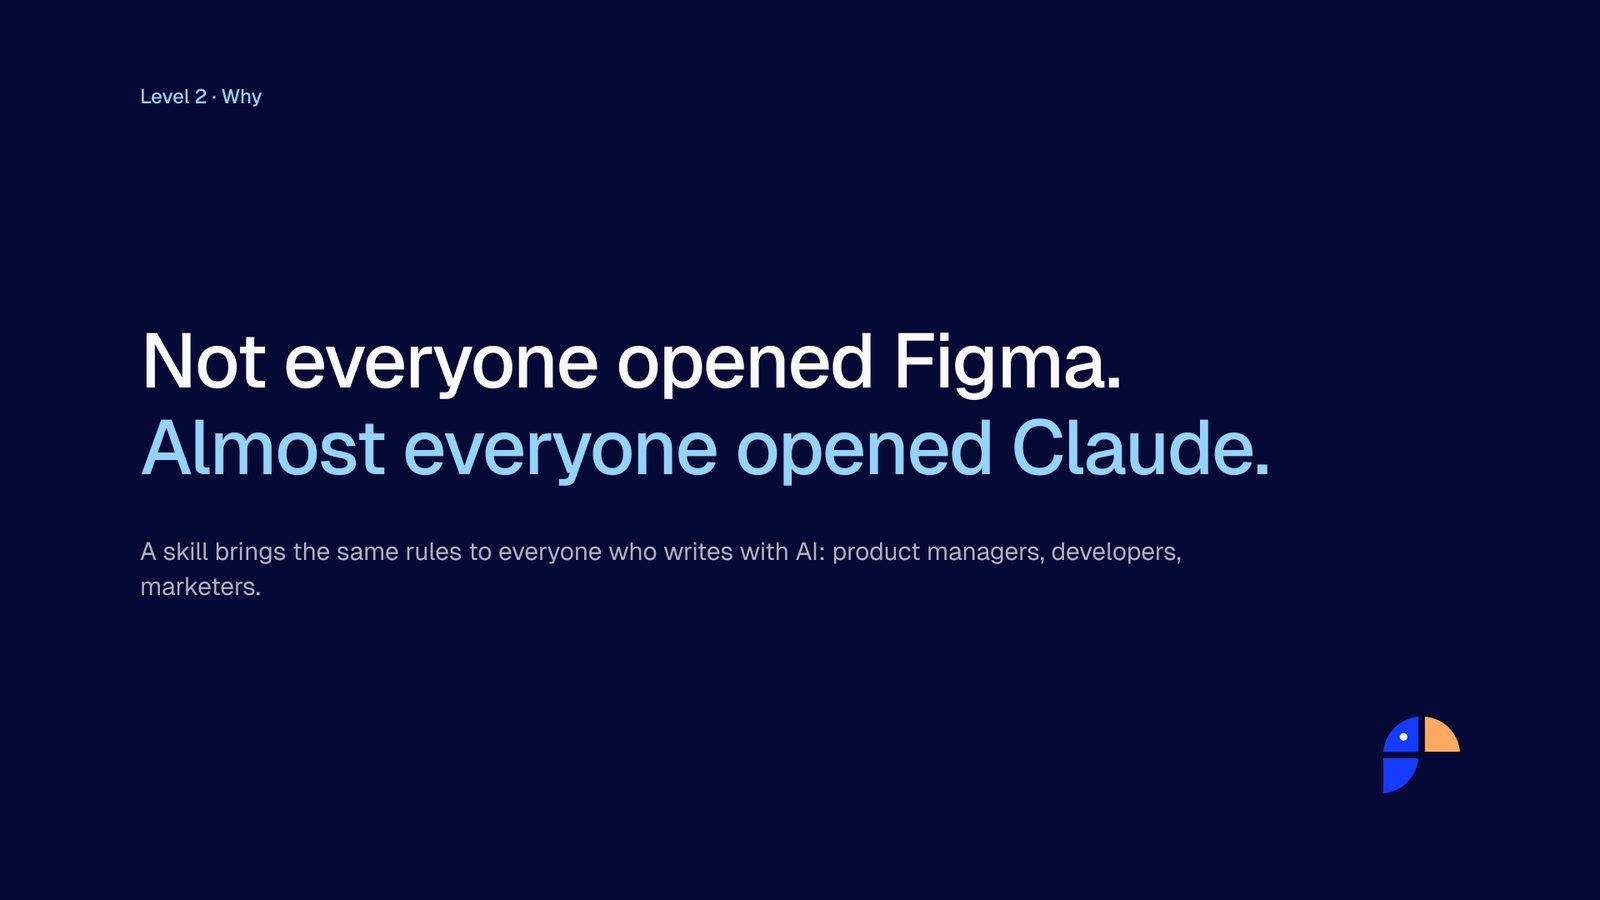 Level 2 · Why
Not everyone opened Figma.
Almost everyone opened Claude.
A skill brings the same rules to everyone who writes with AI: product managers, developers,
marketers.